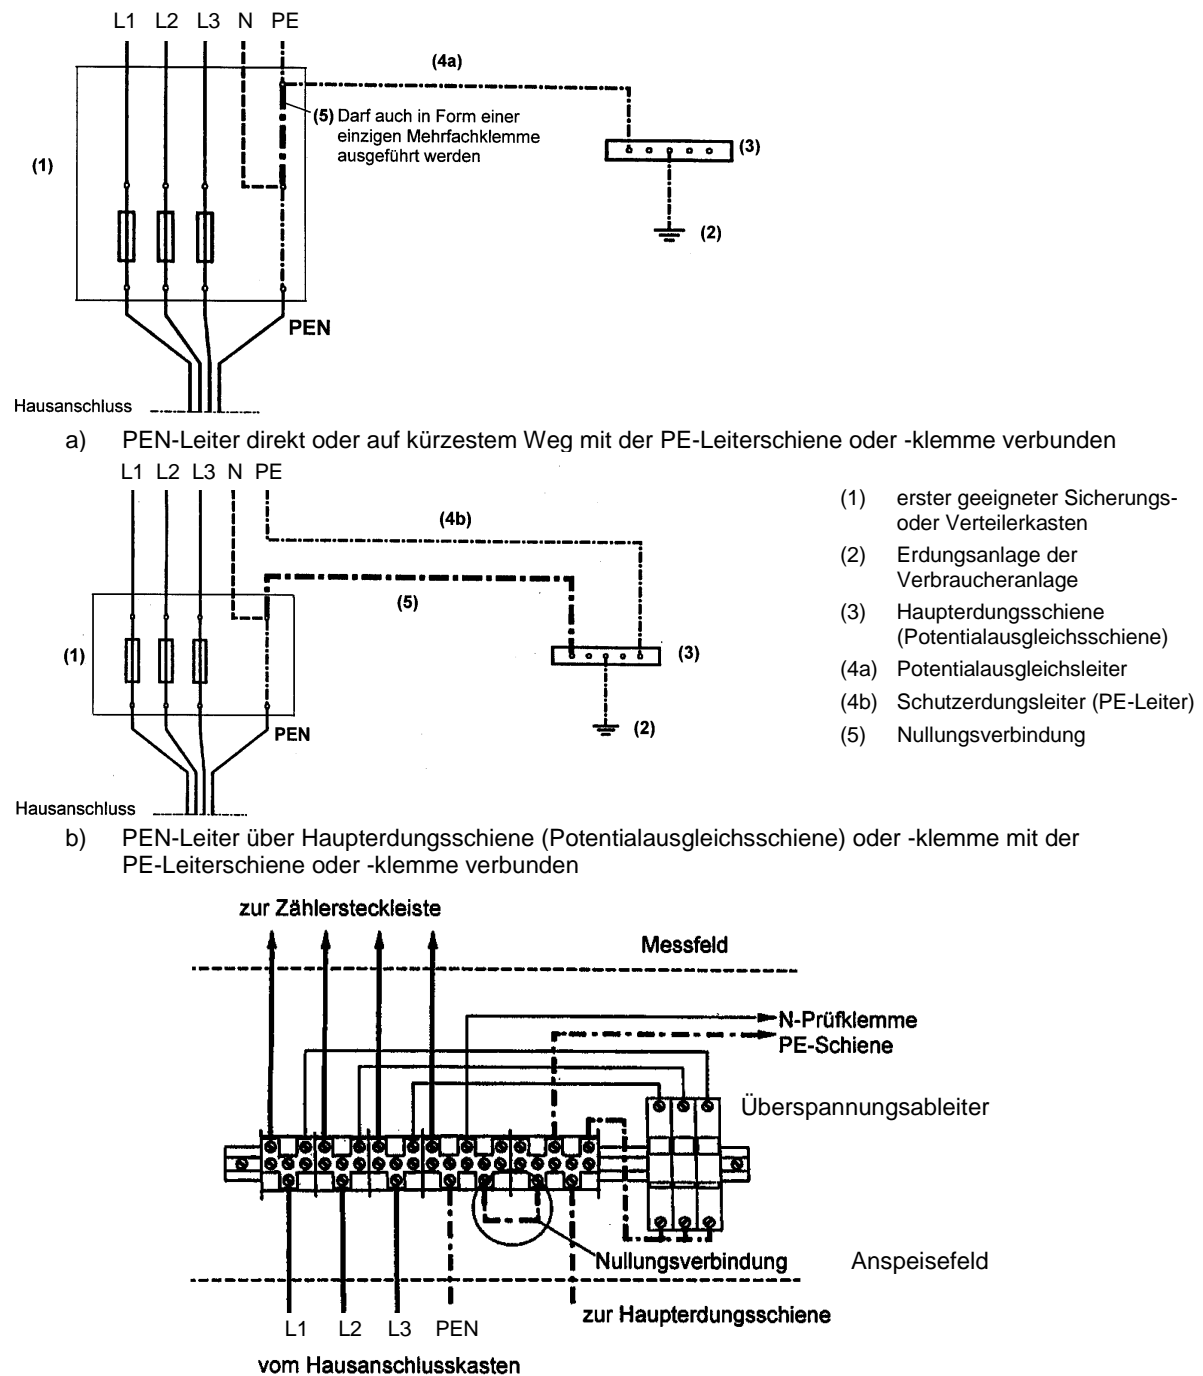 L1 L2 L3 N PE
(4a)
(5) Darf auch in Form einer
einzigen Mehrfachklemme
ausgeführt werden
(3)
(1)
(2)
PEN
Hausanschluss
a) PEN-Leiter direkt oder auf kürzestem Weg mit der PE-Leiterschiene oder -klemme verbunden
L1 L2 L3 N PE
(4b)
(5)
(1)
(3)
(2)
PEN
Hausanschluss
(1) erster geeigneter Sicherungs-
oder Verteilerkasten
(2) Erdungsanlage der
Verbraucheranlage
(3) Haupterdungsschiene
(Potentialausgleichsschiene)
(4a) Potentialausgleichsleiter
(4b) Schutzerdungsleiter (PE-Leiter)
(5) Nullungsverbindung
b) PEN-Leiter über Haupterdungsschiene (Potentialausgleichsschiene) oder -klemme mit der
PE-Leiterschiene oder -klemme verbunden
zur Zählersteckleiste
Messfeld
N-Prüfklemme
PE-Schiene
Überspannungsableiter
Nullungsverbindung
Anspeisefeld
zur Haupterdungsschiene
L1 L2 L3 PEN
vom Hausanschlusskasten